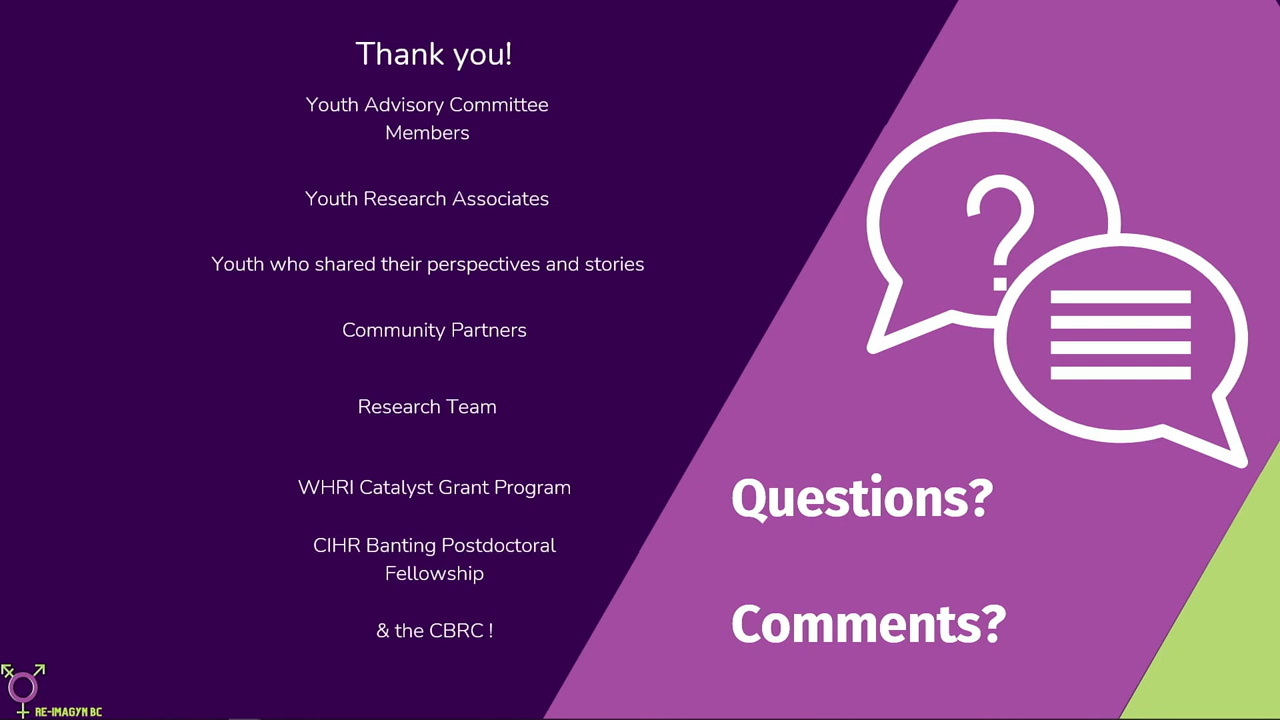 Thank you!
Youth Advisory Committee
Members
Youth Research Associates
Youth who shared their perspectives and stories
Community Partners
Research Team
WHRI Catalyst Grant Program
CIHR Banting Postdoctoral
Fellowship
& the CBRC !
?
Questions?
Comments?
RE-IMAGYN BC